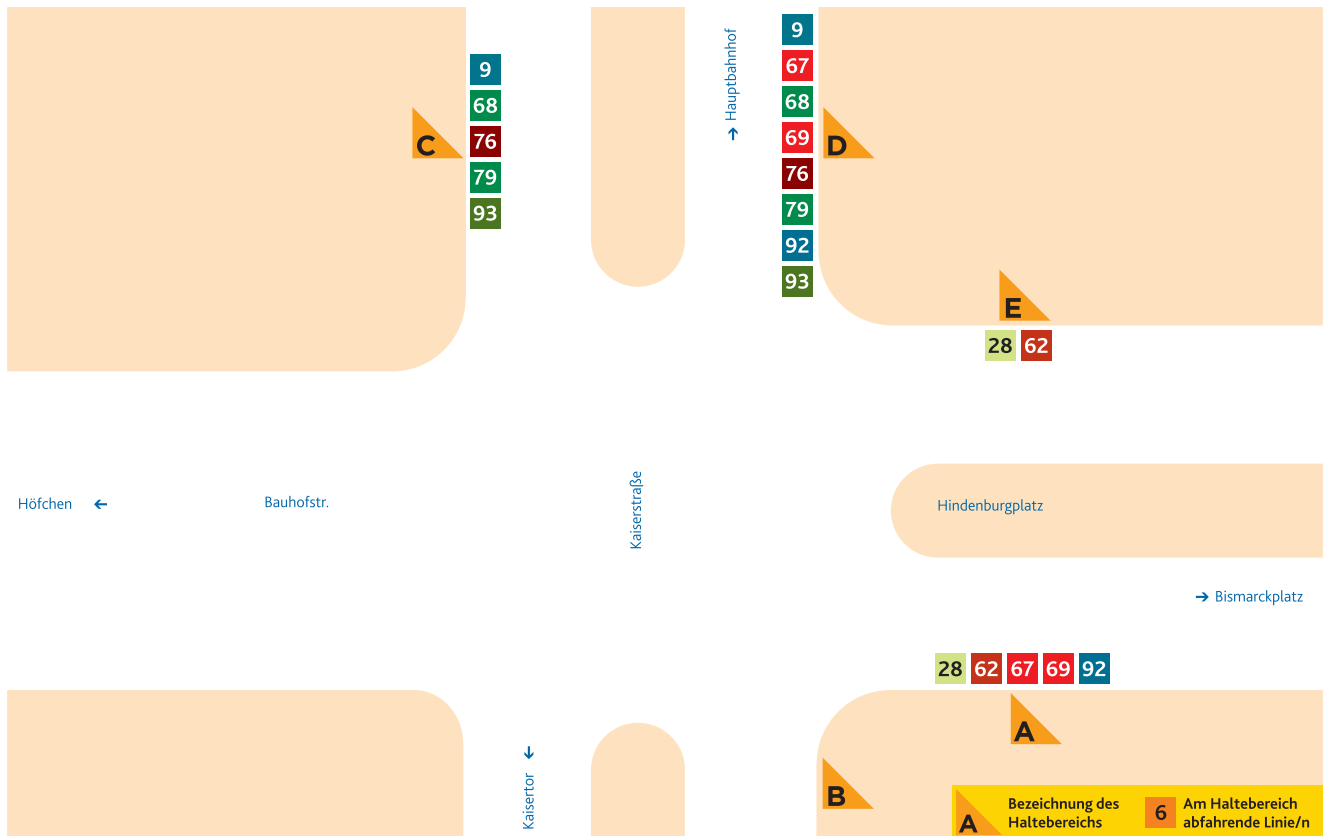 9
68
76
79
93
C
Hauptbahnhof
9
67
68
69
76
79
92
93
D
E
28 62
Höfchen
Bauhofstr.
Kaiserstraße
Hindenburgplatz
Bismarckplatz
28 62 67 69 92
A
B
Kaisertor
A
Bezeichnung des
Haltebereichs
6
Am Haltebereich
abfahrende Linie/n